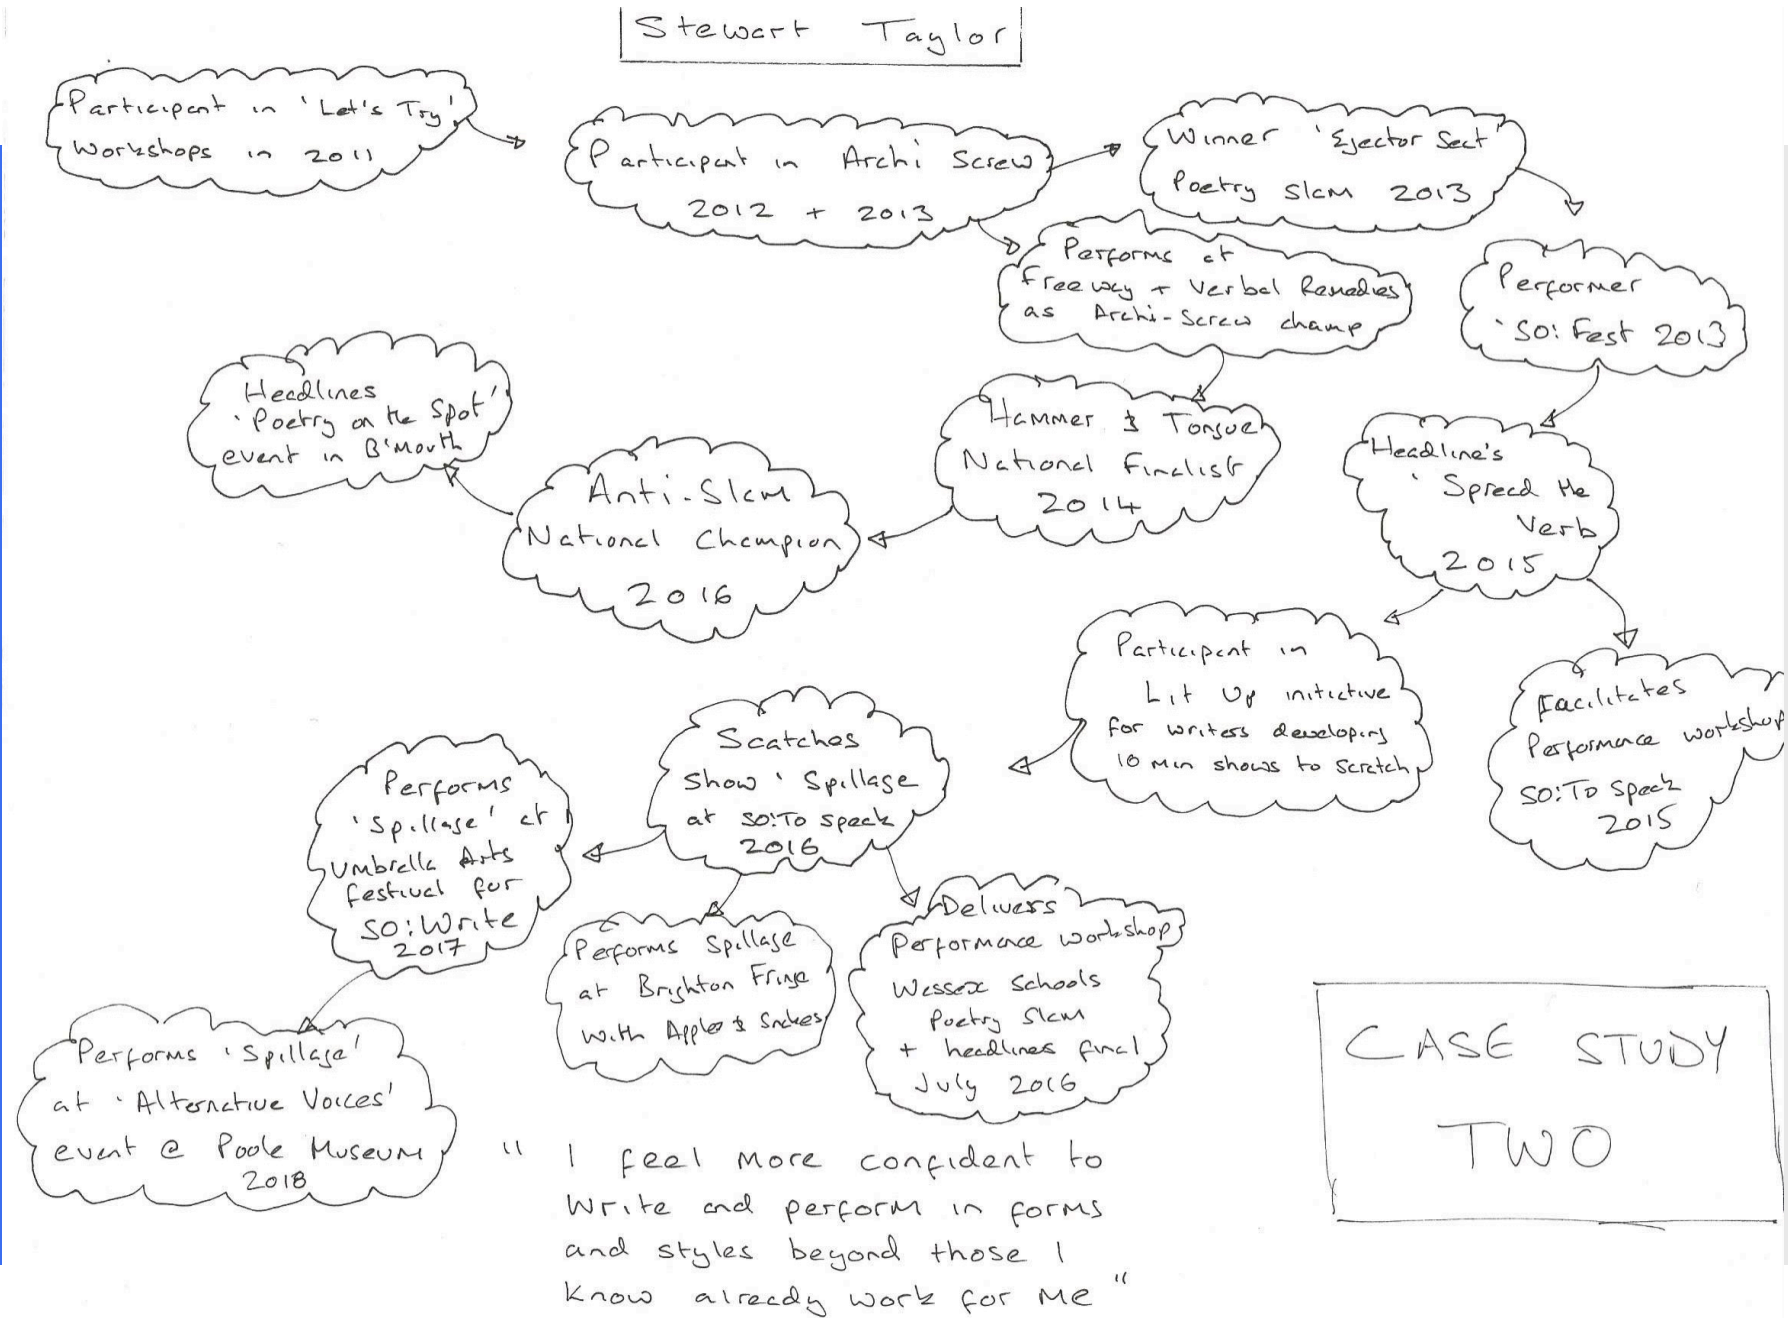 Stewart Taylor
Participant in 'Let's Try'
Workshops in 2011
Participant in Archi Screw
2012 + 2013
Winner 'Ejector Seat'
Poetry Slam 2013
Performs at
Freeway + Verbal Remedies
as Archi-Screw champ
Performer
'SO: Fest 2013
Headlines
'Poetry on the Spot'
event in B'mouth
Anti-Slam
National Champion
2016
Hammer & Tongue
National Finalist
2014
Headline's
'Spread the
Verb
2015
Participant in
Lit Up initiative
for writers developing
10 min shows to scratch
Facilitates
Performance workshop
SO:To Speak
2015
Scatches
show 'Spillage
at SO:To speak
2016
Performs
'Spillage' at
Umbrella Arts
festival for
SO:Write
2017
Performs Spillage
at Brighton Fringe
with Apples & Snakes
Delivers
Performance workshop
Wessex Schools
Poetry Slam
+ headlines final
July 2016
Performs 'Spillage'
at 'Alternative Voices'
event @ Poole Museum
2018
CASE STUDY
TWO
" I feel more confident to
write and perform in forms
and styles beyond those I
know already work for me "